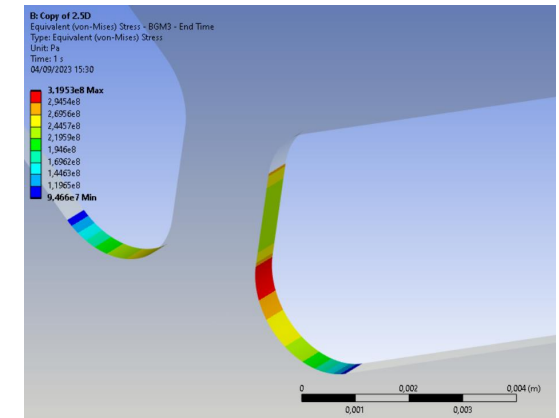 B: Copy of 2.5D
Equivalent (von-Mises) Stress - BGM3 - End Time
Type: Equivalent (von-Mises) Stress
Unit: Pa
Time: 1 s
04/09/2023 15:30
3,1953e8 Max
2,9454e8
2,6956e8
2,4457e8
2,1959e8
1,946e8
1,6962e8
1,4463e8
1,1965e8
9,466e7 Min
0 0,002 0,004 (m)
0,001 0,003